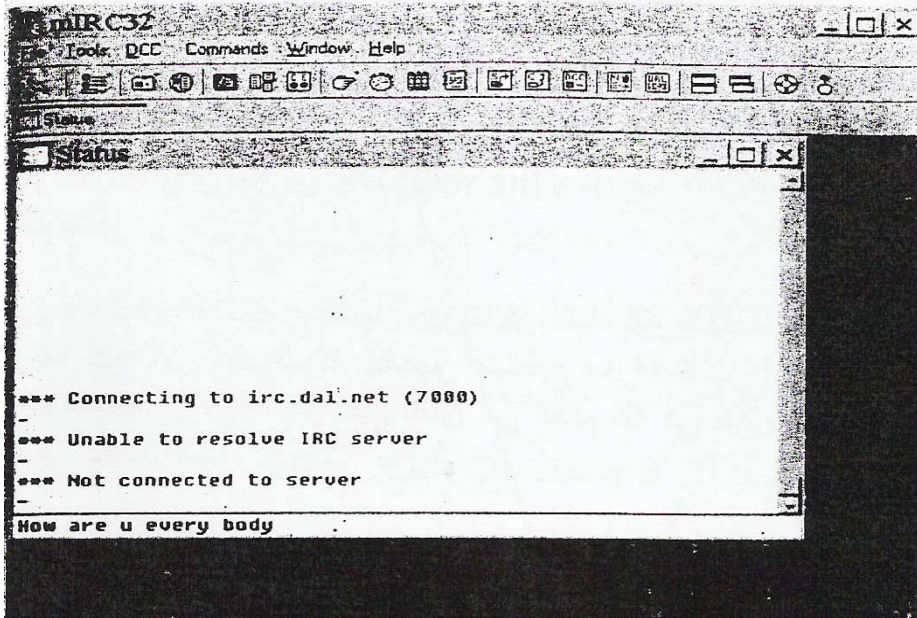 mIRC32
Tools DCC Commands Window Help
Status
Status
*** Connecting to irc.dal.net (7000)
-
*** Unable to resolve IRC server
-
*** Not connected to server
-
How are u every body